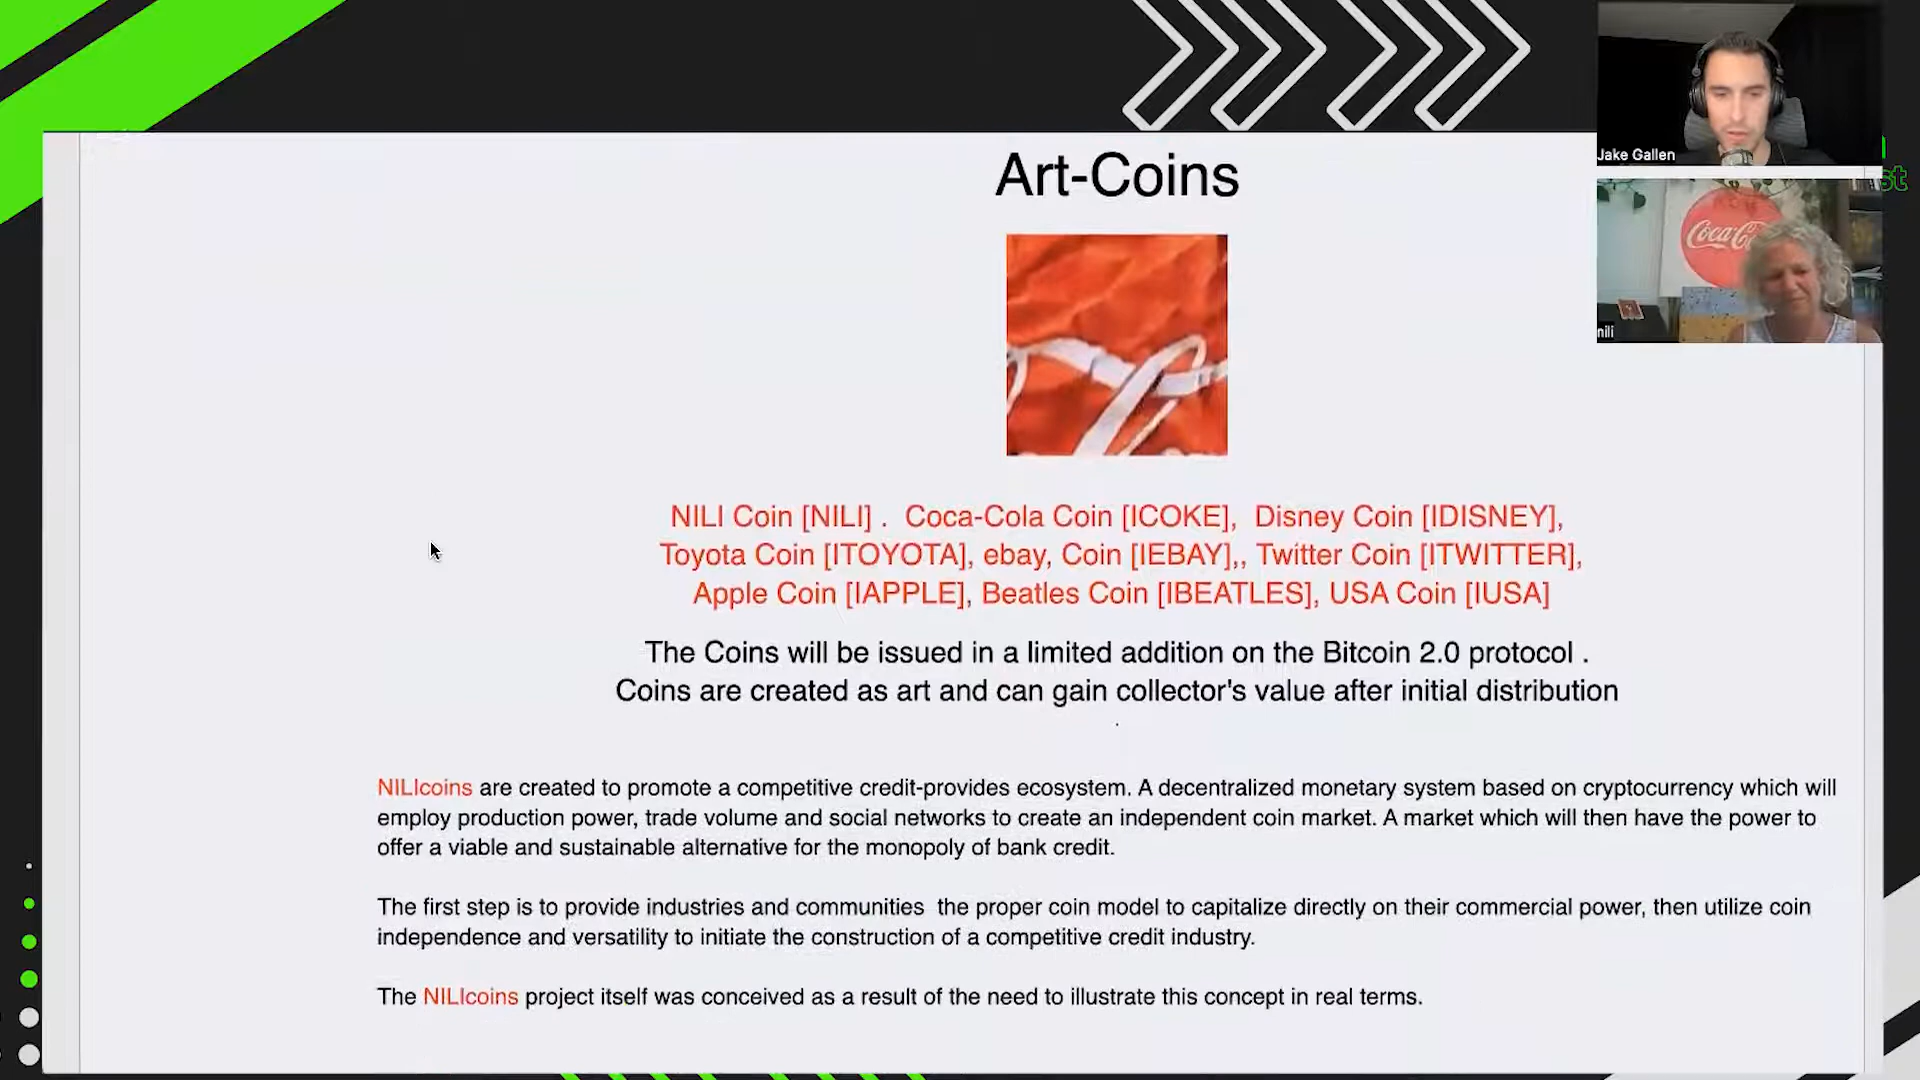 Art-Coins
Jake Gallen
st
Coca-Co
nili
NILI Coin [NILI] .  Coca-Cola Coin [ICOKE],  Disney Coin [IDISNEY],
Toyota Coin [ITOYOTA], ebay, Coin [IEBAY],, Twitter Coin [ITWITTER],
Apple Coin [IAPPLE], Beatles Coin [IBEATLES], USA Coin [IUSA]
The Coins will be issued in a limited addition on the Bitcoin 2.0 protocol .
Coins are created as art and can gain collector's value after initial distribution
.
NILIcoins are created to promote a competitive credit-provides ecosystem. A decentralized monetary system based on cryptocurrency which will
employ production power, trade volume and social networks to create an independent coin market. A market which will then have the power to
offer a viable and sustainable alternative for the monopoly of bank credit.
The first step is to provide industries and communities  the proper coin model to capitalize directly on their commercial power, then utilize coin
independence and versatility to initiate the construction of a competitive credit industry.
The NILIcoins project itself was conceived as a result of the need to illustrate this concept in real terms.